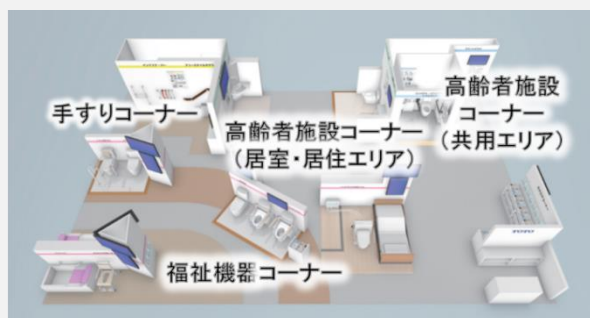 手すりコーナー
高齢者施設コーナー
(居室・居住エリア)
高齢者施設
コーナー
(共用エリア)
福祉機器コーナー